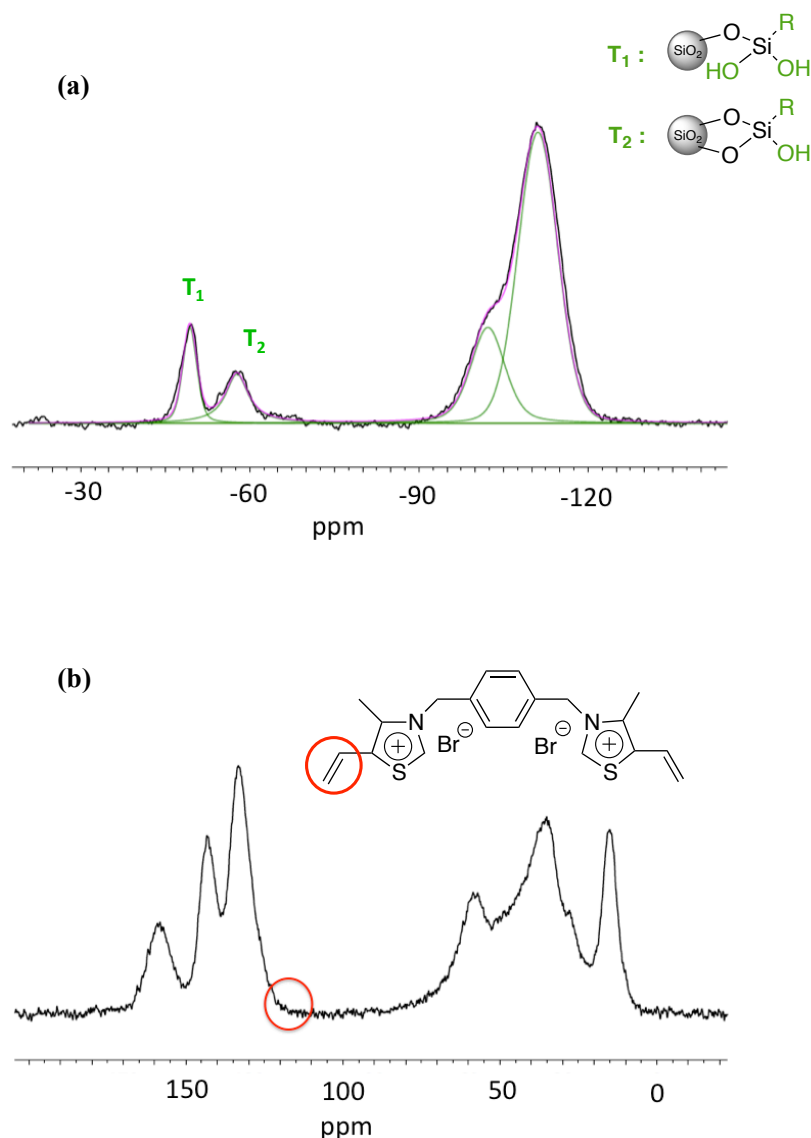 (a)
T₁ :
SiO₂
O
Si
R
HO
OH
T₂ :
SiO₂
O
Si
R
O
OH
T₁
T₂
-30 -60 -90 -120
ppm
(b)
N
Br⊖
Br⊖
N
+
S
+
S
150 100 50 0
ppm